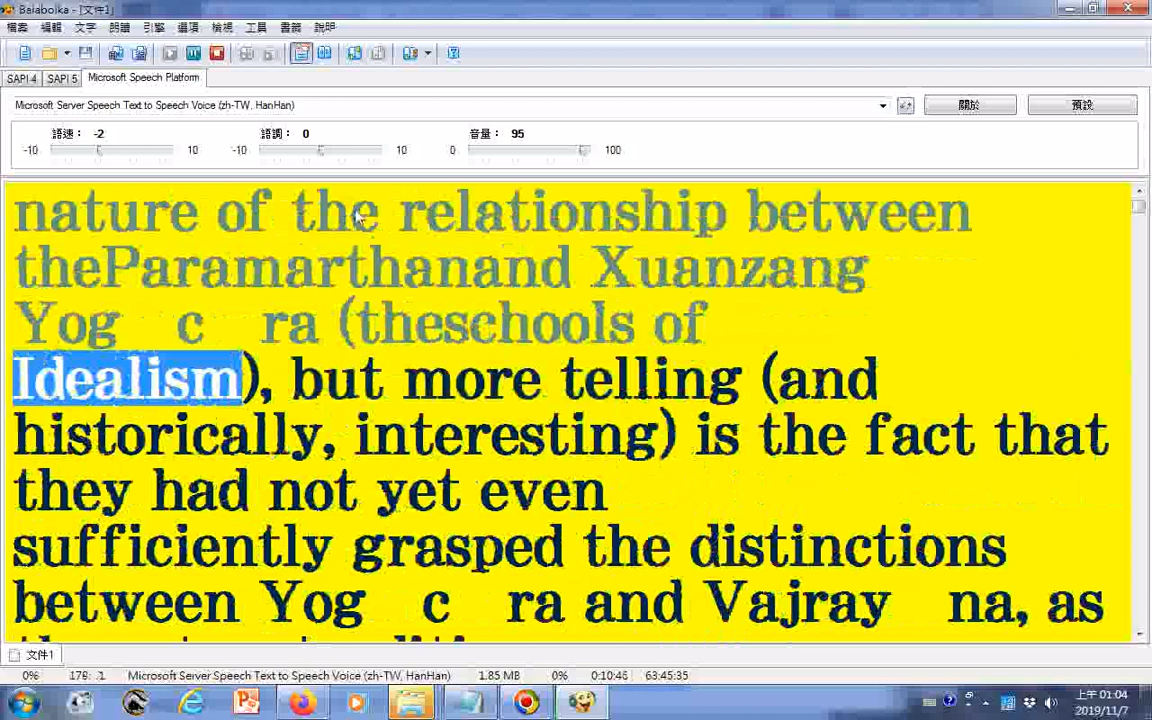 Balabolka - [文件1]
檔案 編輯 文字 朗讀 引擎 選項 檢視 工具 書籤 說明
SAPI 4 SAPI 5 Microsoft Speech Platform
Microsoft Server Speech Text to Speech Voice (zh-TW, HanHan) 關於 預設
語速： -2 語調： 0 音量： 95
-10 10 -10 10 0 100
nature of the relationship between
theParamarthanand Xuanzang
Yog c ra (theschools of
Idealism), but more telling (and
historically, interesting) is the fact that
they had not yet even
sufficiently grasped the distinctions
between Yog c ra and Vajray na, as
文件1
0% 178: 1 Microsoft Server Speech Text to Speech Voice (zh-TW, HanHan) 1.85 MB 0% 0:10:46 63:45:35
上午 01:04
2019/11/7